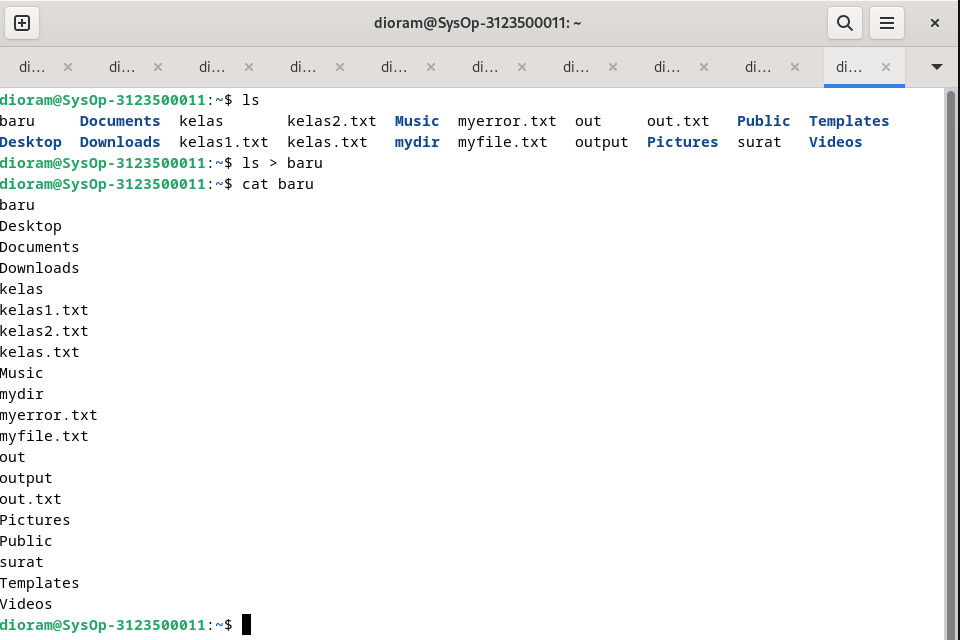 dioram@SysOp-3123500011: ~
di... di... di... di... di... di... di... di... di... di...
dioram@SysOp-3123500011:~$ ls
baru     Documents  kelas       kelas2.txt  Music  myerror.txt  out     out.txt   Public  Templates
Desktop  Downloads  kelas1.txt  kelas.txt   mydir  myfile.txt   output  Pictures  surat   Videos
dioram@SysOp-3123500011:~$ ls > baru
dioram@SysOp-3123500011:~$ cat baru
baru
Desktop
Documents
Downloads
kelas
kelas1.txt
kelas2.txt
kelas.txt
Music
mydir
myerror.txt
myfile.txt
out
output
out.txt
Pictures
Public
surat
Templates
Videos
dioram@SysOp-3123500011:~$